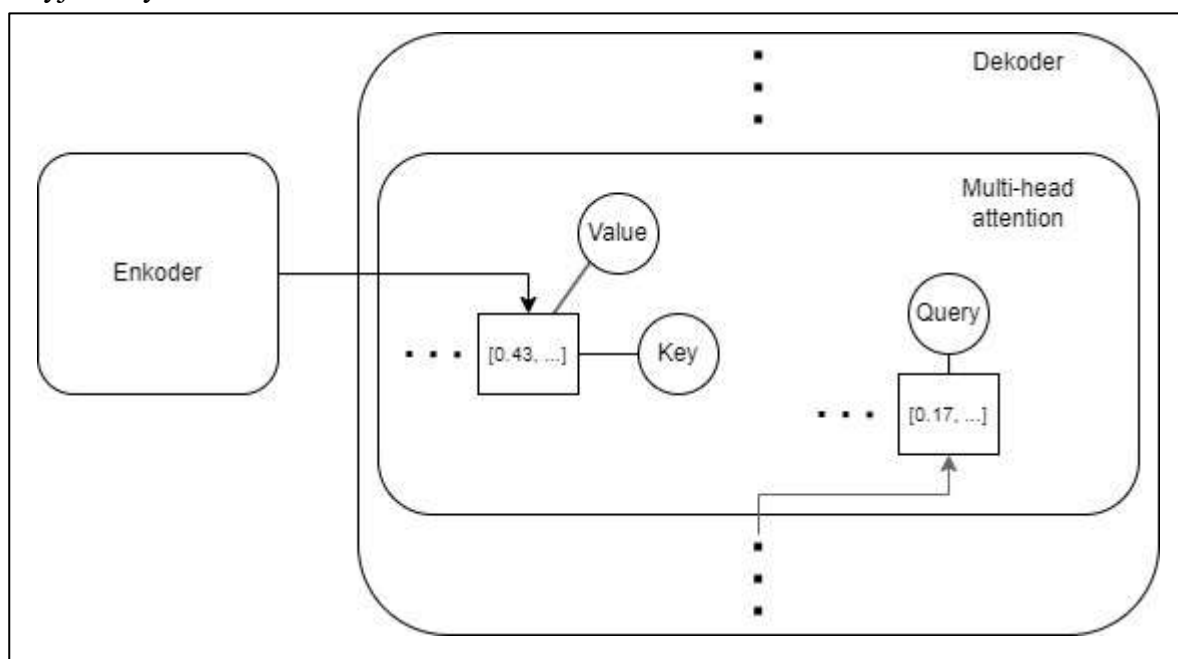 Dekoder
Multi-head
attention
Value
Enkoder
Query
[0.43, ...]
Key
[0.17, ...]